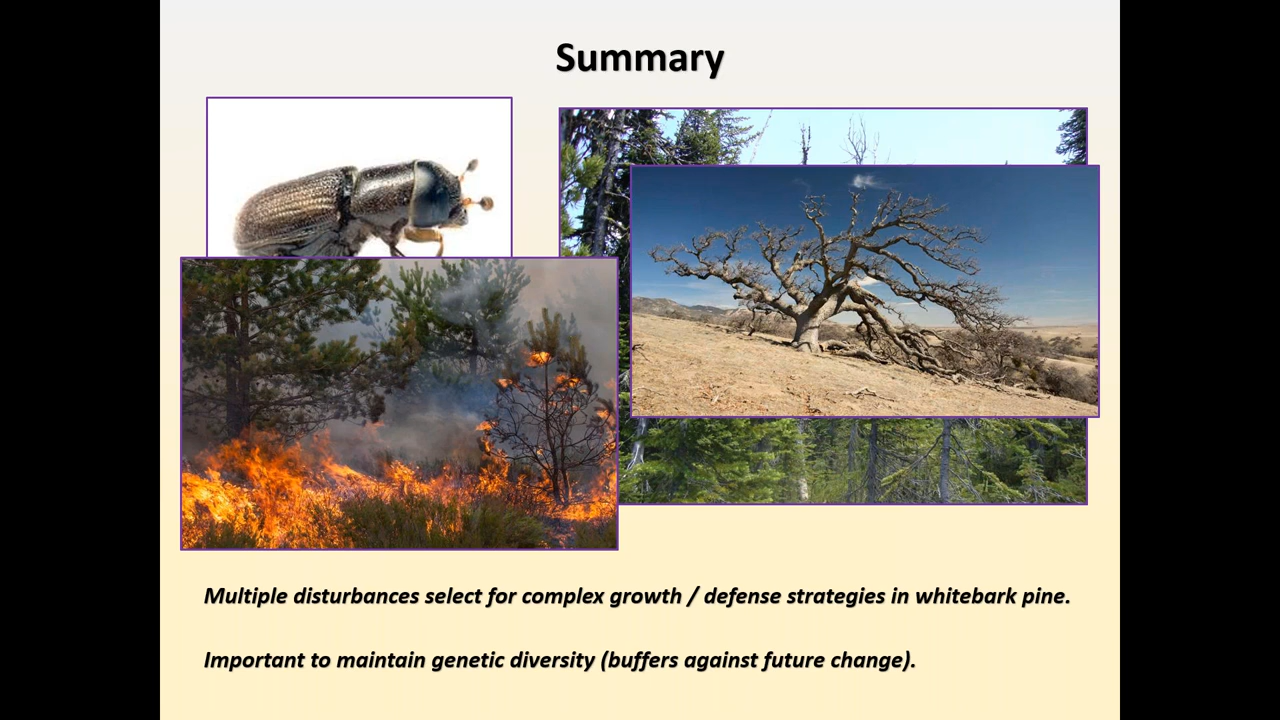 Summary
Multiple disturbances select for complex growth / defense strategies in whitebark pine.
Important to maintain genetic diversity (buffers against future change).